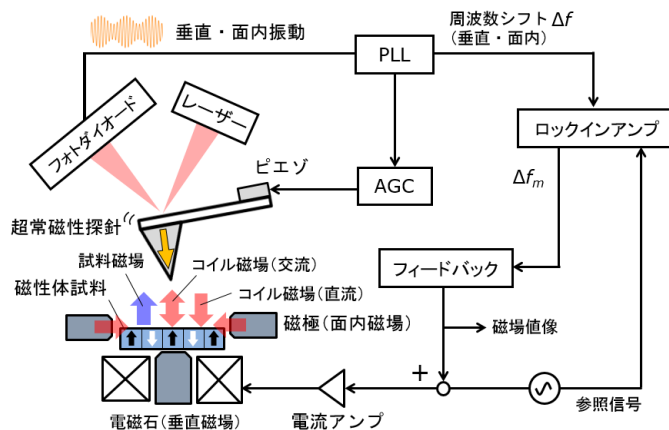 垂直・面内振動
周波数シフトΔf
(垂直・面内)
PLL
フォトダイオード
レーザー
ロックインアンプ
ピエゾ
AGC
Δfm
超常磁性探針
試料磁場
コイル磁場(交流)
フィードバック
磁性体試料
コイル磁場(直流)
磁極(面内磁場)
磁場値像
+
電磁石(垂直磁場)
電流アンプ
参照信号